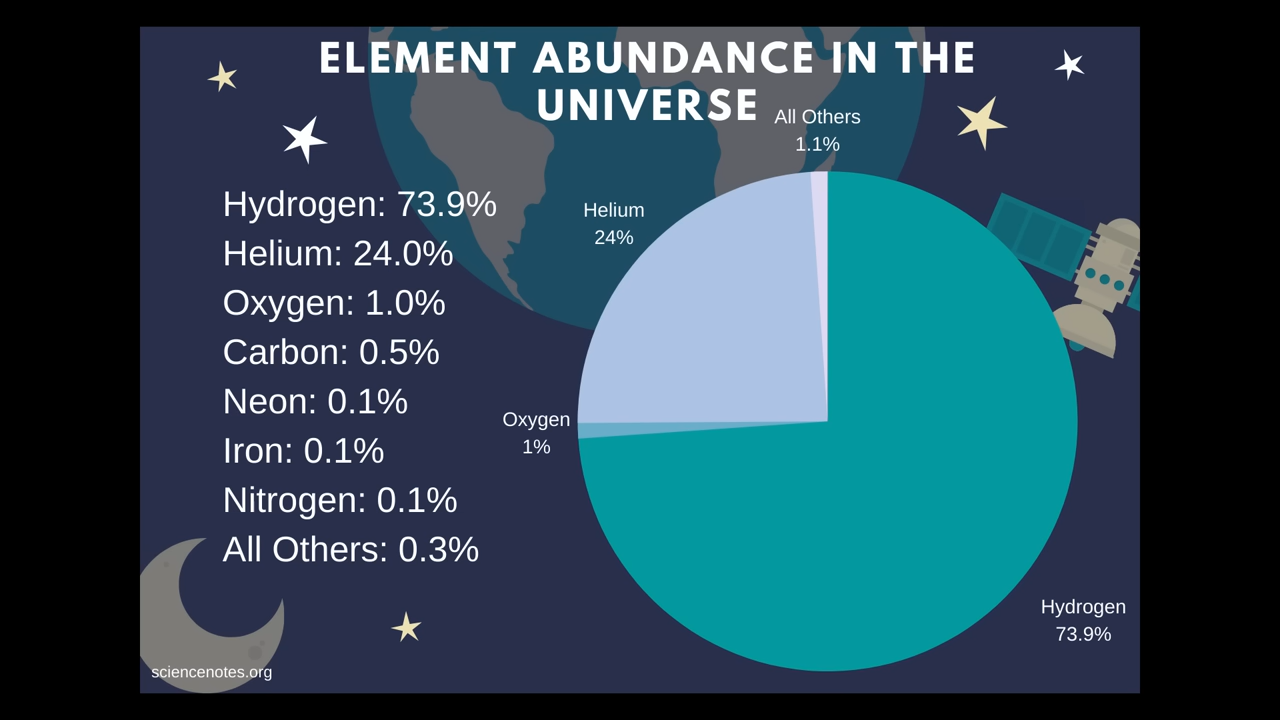 ELEMENT ABUNDANCE IN THE
UNIVERSE
Hydrogen: 73.9%
Helium: 24.0%
Oxygen: 1.0%
Carbon: 0.5%
Neon: 0.1%
Iron: 0.1%
Nitrogen: 0.1%
All Others: 0.3%
All Others
1.1%
Helium
24%
Oxygen
1%
Hydrogen
73.9%
sciencenotes.org